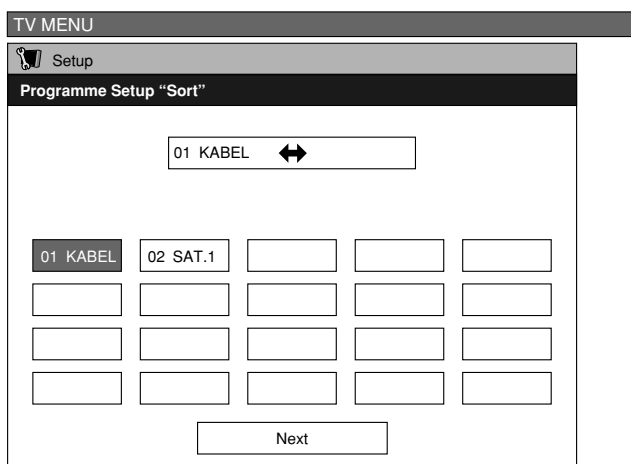 TV MENU
Setup
Programme Setup “Sort”
01 KABEL
01 KABEL 02 SAT.1
Next